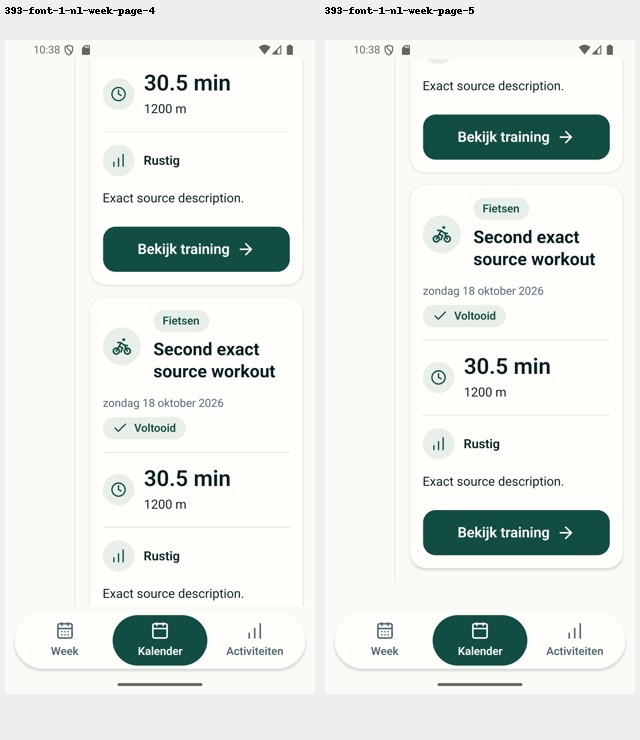 393-font-1-nl-week-page-4
10:38
30.5 min
1200 m
Rustig
Exact source description.
Bekijk training
Fietsen
Second exact
source workout
zondag 18 oktober 2026
Voltooid
30.5 min
1200 m
Rustig
Exact source description.
Week
Kalender
Activiteiten
393-font-1-nl-week-page-5
10:38
Exact source description.
Bekijk training
Fietsen
Second exact
source workout
zondag 18 oktober 2026
Voltooid
30.5 min
1200 m
Rustig
Exact source description.
Bekijk training
Week
Kalender
Activiteiten